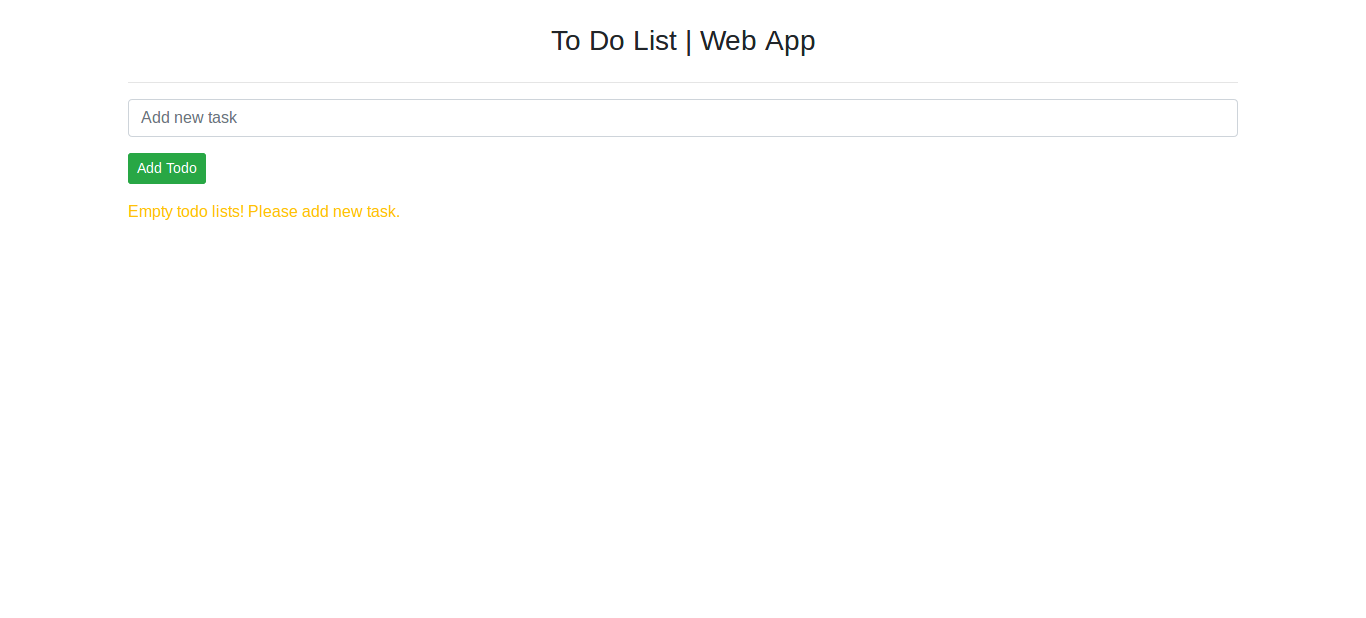 To Do List | Web App
Add new task
Add Todo
Empty todo lists! Please add new task.